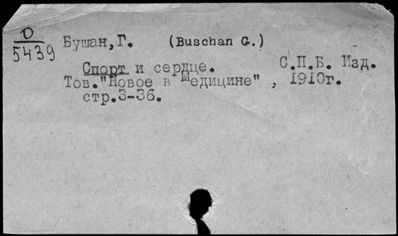 D
5439
Бушан,Г. (Buschan G.)
Спорт и сердце. С.П.Б. Изд.
Тов."Новое в Медицине" , 1910г.
стр.3-36.